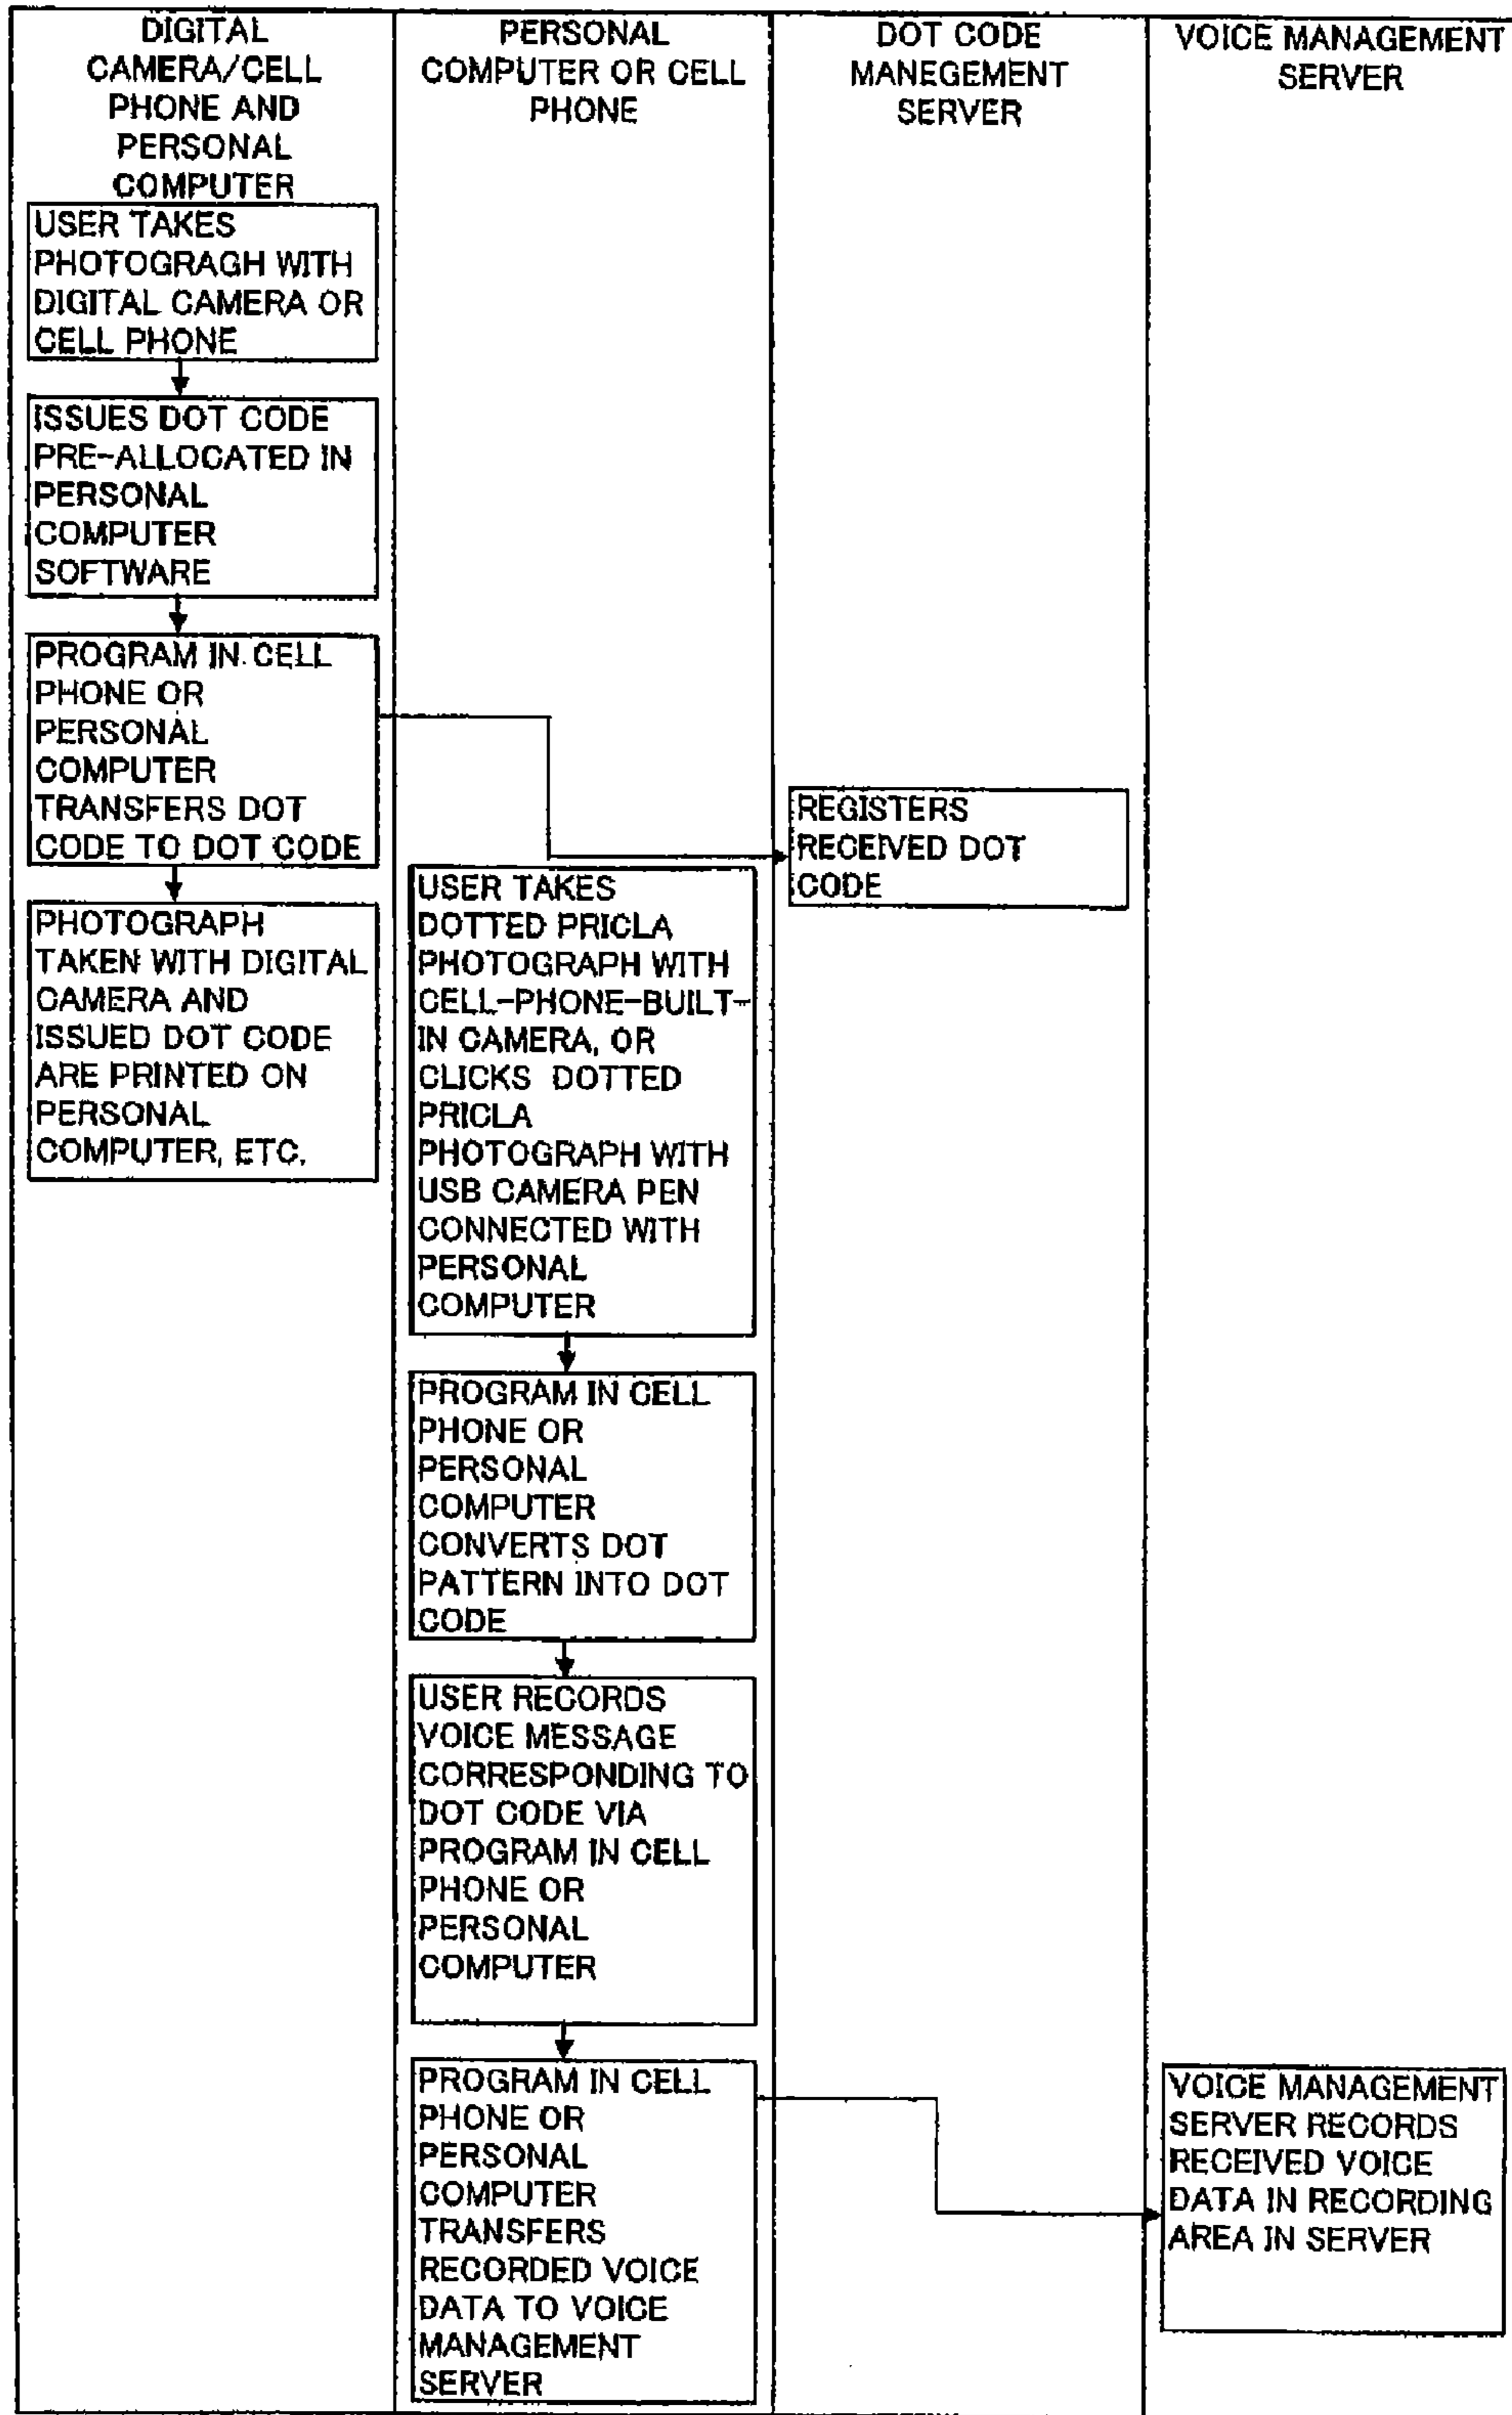 DIGITAL
CAMERA/CELL
PHONE AND
PERSONAL
COMPUTER
USER TAKES
PHOTOGRAGH WITH
DIGITAL CAMERA OR
CELL PHONE
ISSUES DOT CODE
PRE-ALLOCATED IN
PERSONAL
COMPUTER
SOFTWARE
PROGRAM IN CELL
PHONE OR
PERSONAL
COMPUTER
TRANSFERS DOT
CODE TO DOT CODE
PHOTOGRAPH
TAKEN WITH DIGITAL
CAMERA AND
ISSUED DOT CODE
ARE PRINTED ON
PERSONAL
COMPUTER, ETC.
PERSONAL
COMPUTER OR CELL
PHONE
USER TAKES
DOTTED PRICLA
PHOTOGRAPH WITH
CELL-PHONE-BUILT-
IN CAMERA, OR
CLICKS DOTTED
PRICLA
PHOTOGRAPH WITH
USB CAMERA PEN
CONNECTED WITH
PERSONAL
COMPUTER
PROGRAM IN CELL
PHONE OR
PERSONAL
COMPUTER
CONVERTS DOT
PATTERN INTO DOT
CODE
USER RECORDS
VOICE MESSAGE
CORRESPONDING TO
DOT CODE VIA
PROGRAM IN CELL
PHONE OR
PERSONAL
COMPUTER
PROGRAM IN CELL
PHONE OR
PERSONAL
COMPUTER
TRANSFERS
RECORDED VOICE
DATA TO VOICE
MANAGEMENT
SERVER
DOT CODE
MANEGEMENT
SERVER
REGISTERS
RECEIVED DOT
CODE
VOICE MANAGEMENT
SERVER
VOICE MANAGEMENT
SERVER RECORDS
RECEIVED VOICE
DATA IN RECORDING
AREA IN SERVER